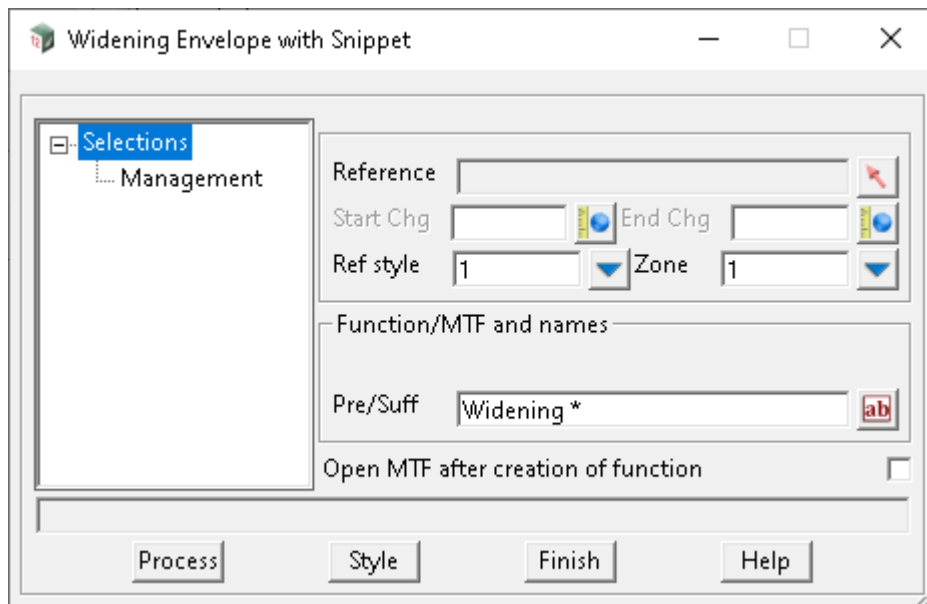 Widening Envelope with Snippet
Selections
Management
Reference
Start Chg End Chg
Ref style 1 Zone 1
Function/MTF and names
Pre/Suff Widening * ab
Open MTF after creation of function
Process Style Finish Help